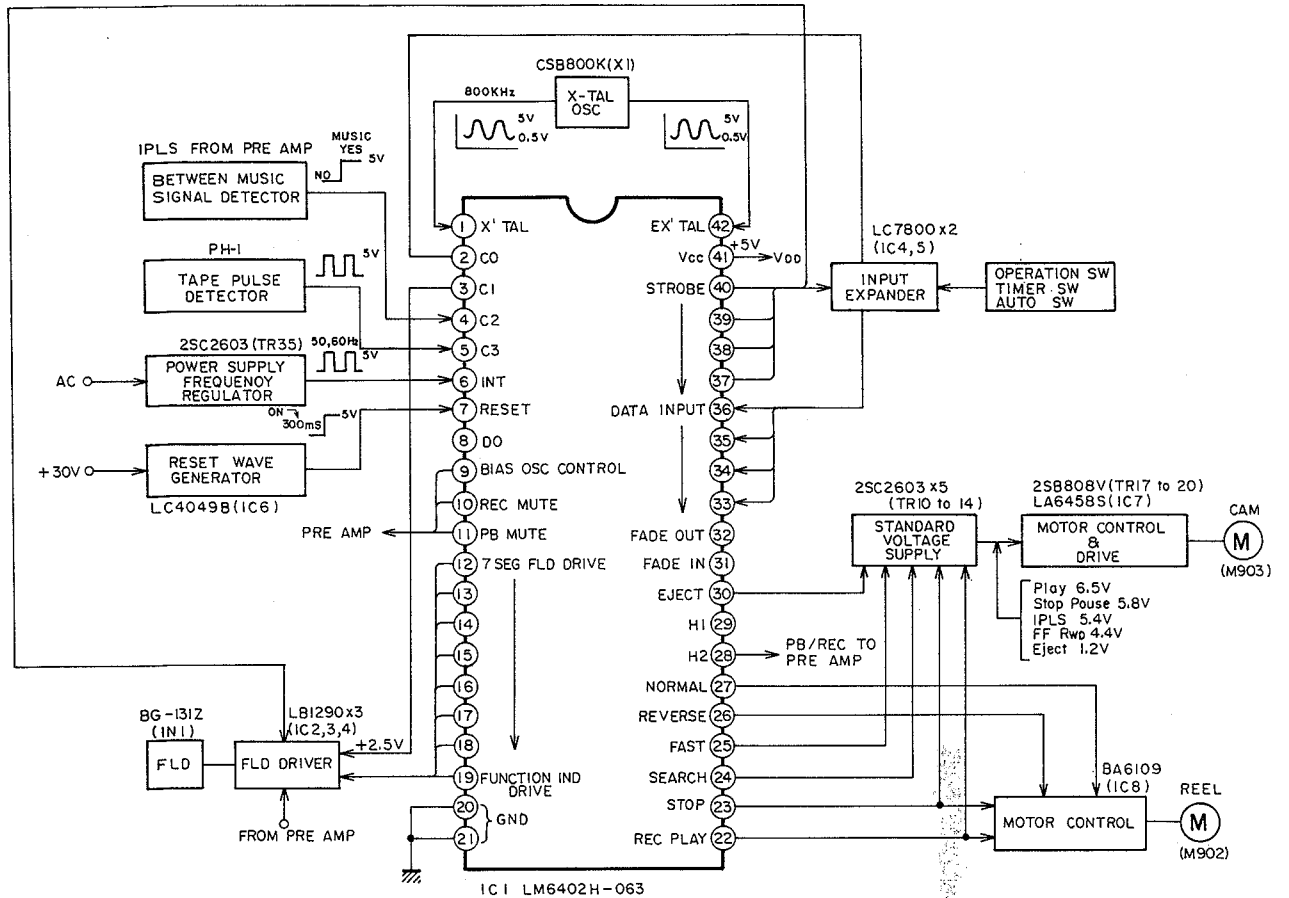 CSB800K(X1)
800KHz
X-TAL
OSC
5V
0.5V
5V
0.5V
IPLS FROM PRE AMP
MUSIC
YES
NO
5V
BETWEEN MUSIC
SIGNAL DETECTOR
PH-1
5V
TAPE PULSE
DETECTOR
2SC2603 (TR35)
50,60Hz
5V
AC
POWER SUPPLY
FREQUENCY
REGULATOR
ON
300mS
5V
+30V
RESET WAVE
GENERATOR
LC4049B(IC6)
PRE AMP
1 X' TAL
2 C0
3 C1
4 C2
5 C3
6 INT
7 RESET
8 DO
9 BIAS OSC CONTROL
10 REC MUTE
11 PB MUTE
12 7 SEG FLD DRIVE
13
14
15
16
17
18
19 FUNCTION IND
DRIVE
20
GND
21
EX' TAL 42
Vcc 41
+5V
VDD
STROBE 40
39
38
37
DATA INPUT 36
35
34
33
FADE OUT 32
FADE IN 31
EJECT 30
H1 29
H2 28
PB/REC TO
PRE AMP
NORMAL 27
REVERSE 26
FAST 25
SEARCH 24
STOP 23
REC PLAY 22
LC7800x2
(IC4,5)
INPUT
EXPANDER
OPERATION SW
TIMER SW
AUTO SW
2SC2603 x5
(TR10 to 14)
STANDARD
VOLTAGE
SUPPLY
2SB808V(TR17 to 20)
LA6458S(IC7)
MOTOR CONTROL
&
DRIVE
CAM
M
(M903)
Play 6.5V
Stop Pouse 5.8V
IPLS 5.4V
FF Rwp 4.4V
Eject 1.2V
BA6109
(IC8)
MOTOR CONTROL
REEL
M
(M902)
BG-131Z
(IN1)
FLD
LB1290x3
(IC2,3,4)
FLD DRIVER
+2.5V
FROM PRE AMP
IC1 LM6402H-063